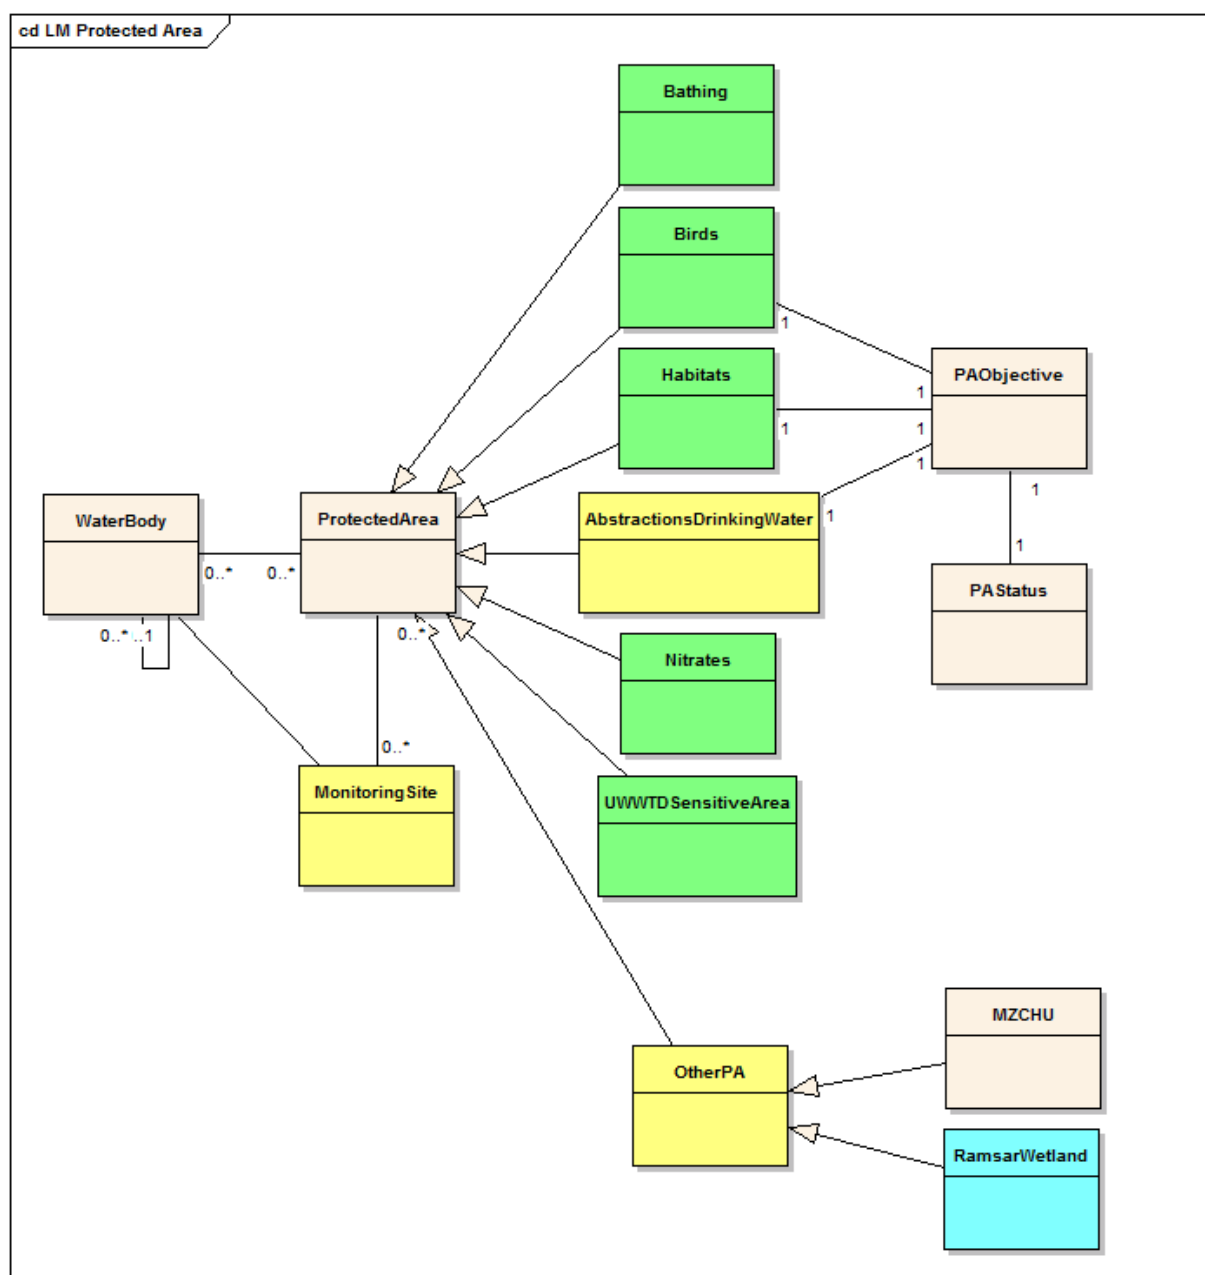 cd LM Protected Area
Bathing
Birds
1
Habitats
PAObjective
1
1
1
1
AbstractionsDrinkingWater
1
1
WaterBody
ProtectedArea
0..*
0..*
1
PAStatus
0..*
..1
0..*
Nitrates
0..*
MonitoringSite
UWWTDSensitiveArea
MZCHU
OtherPA
RamsarWetland